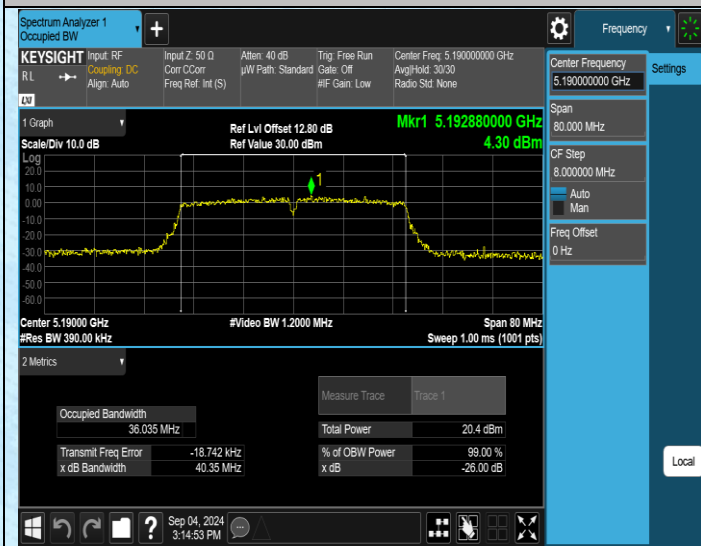 Spectrum Analyzer 1
Occupied BW
Frequency
KEYSIGHT
RL
LXI
Input: RF
Coupling: DC
Align: Auto
Input Z: 50 Ω
Corr CCorr
Freq Ref: Int (S)
Atten: 40 dB
µW Path: Standard
Trig: Free Run
Gate: Off
#IF Gain: Low
Center Freq: 5.190000000 GHz
Avg|Hold: 30/30
Radio Std: None
Center Frequency
5.190000000 GHz
Settings
Span
80.000 MHz
CF Step
8.000000 MHz
Auto
Man
Freq Offset
0 Hz
Local
1 Graph
Scale/Div 10.0 dB
Ref Lvl Offset 12.80 dB
Ref Value 30.00 dBm
Mkr1 5.192880000 GHz
4.30 dBm
Log
20.0
10.0
0.00
-10.0
-20.0
-30.0
-40.0
-50.0
-60.0
1
Center 5.19000 GHz
#Res BW 390.00 kHz
#Video BW 1.2000 MHz
Span 80 MHz
Sweep 1.00 ms (1001 pts)
2 Metrics
Measure Trace
Trace 1
Occupied Bandwidth
36.035 MHz
Total Power
20.4 dBm
Transmit Freq Error
-18.742 kHz
% of OBW Power
99.00 %
x dB Bandwidth
40.35 MHz
x dB
-26.00 dB
?
Sep 04, 2024
3:14:53 PM